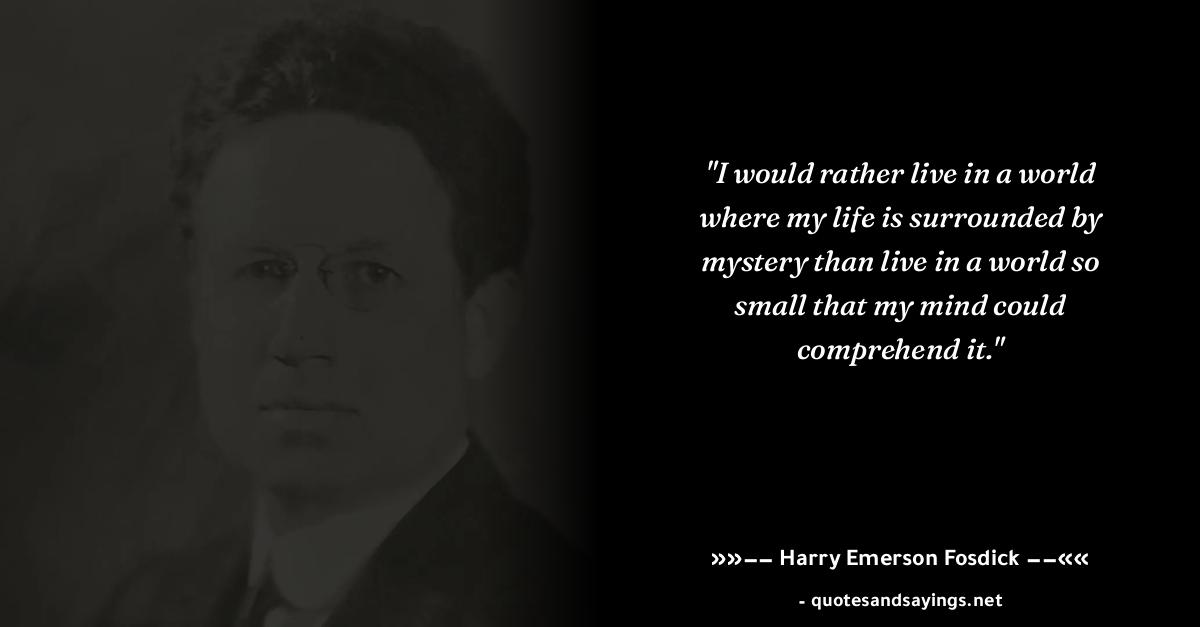 "I would rather live in a world
where my life is surrounded by
mystery than live in a world so
small that my mind could
comprehend it."
»»–– Harry Emerson Fosdick ––««
- quotesandsayings.net